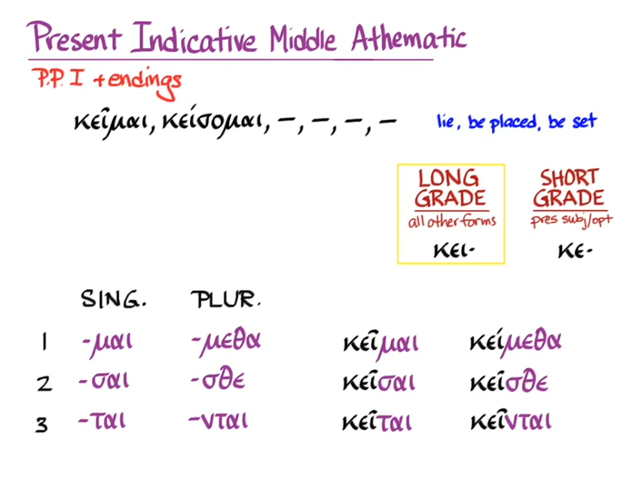 Present Indicative Middle Athematic
P.P. I + endings
κεῖμαι, κείσομαι, –, –, –, – lie, be placed, be set
LONG SHORT
GRADE GRADE
all other forms pres subj/opt
κει- κε-
SING. PLUR.
1 -μαι -μεθα κεῖμαι κείμεθα
2 -σαι -σθε κεῖσαι κεῖσθε
3 -ται -νται κεῖται κεῖνται